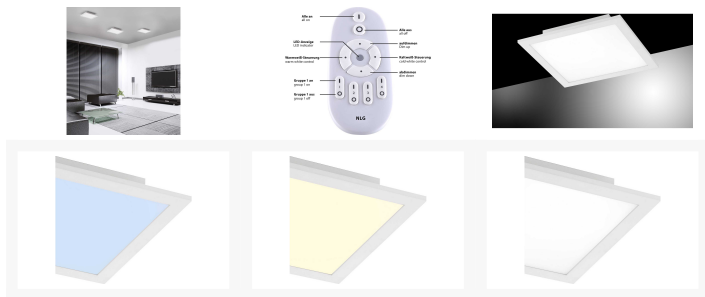 Alle an
all on
Alle aus
all off
LED Anzeige
LED indicator
aufdimmen
Dim up
Warmweiß Steuerung
warm white control
Kaltweiß Steuerung
cold white control
abdimmen
dim down
Gruppe 1 an
group 1 on
Gruppe 1 aus
group 1 off
NLG